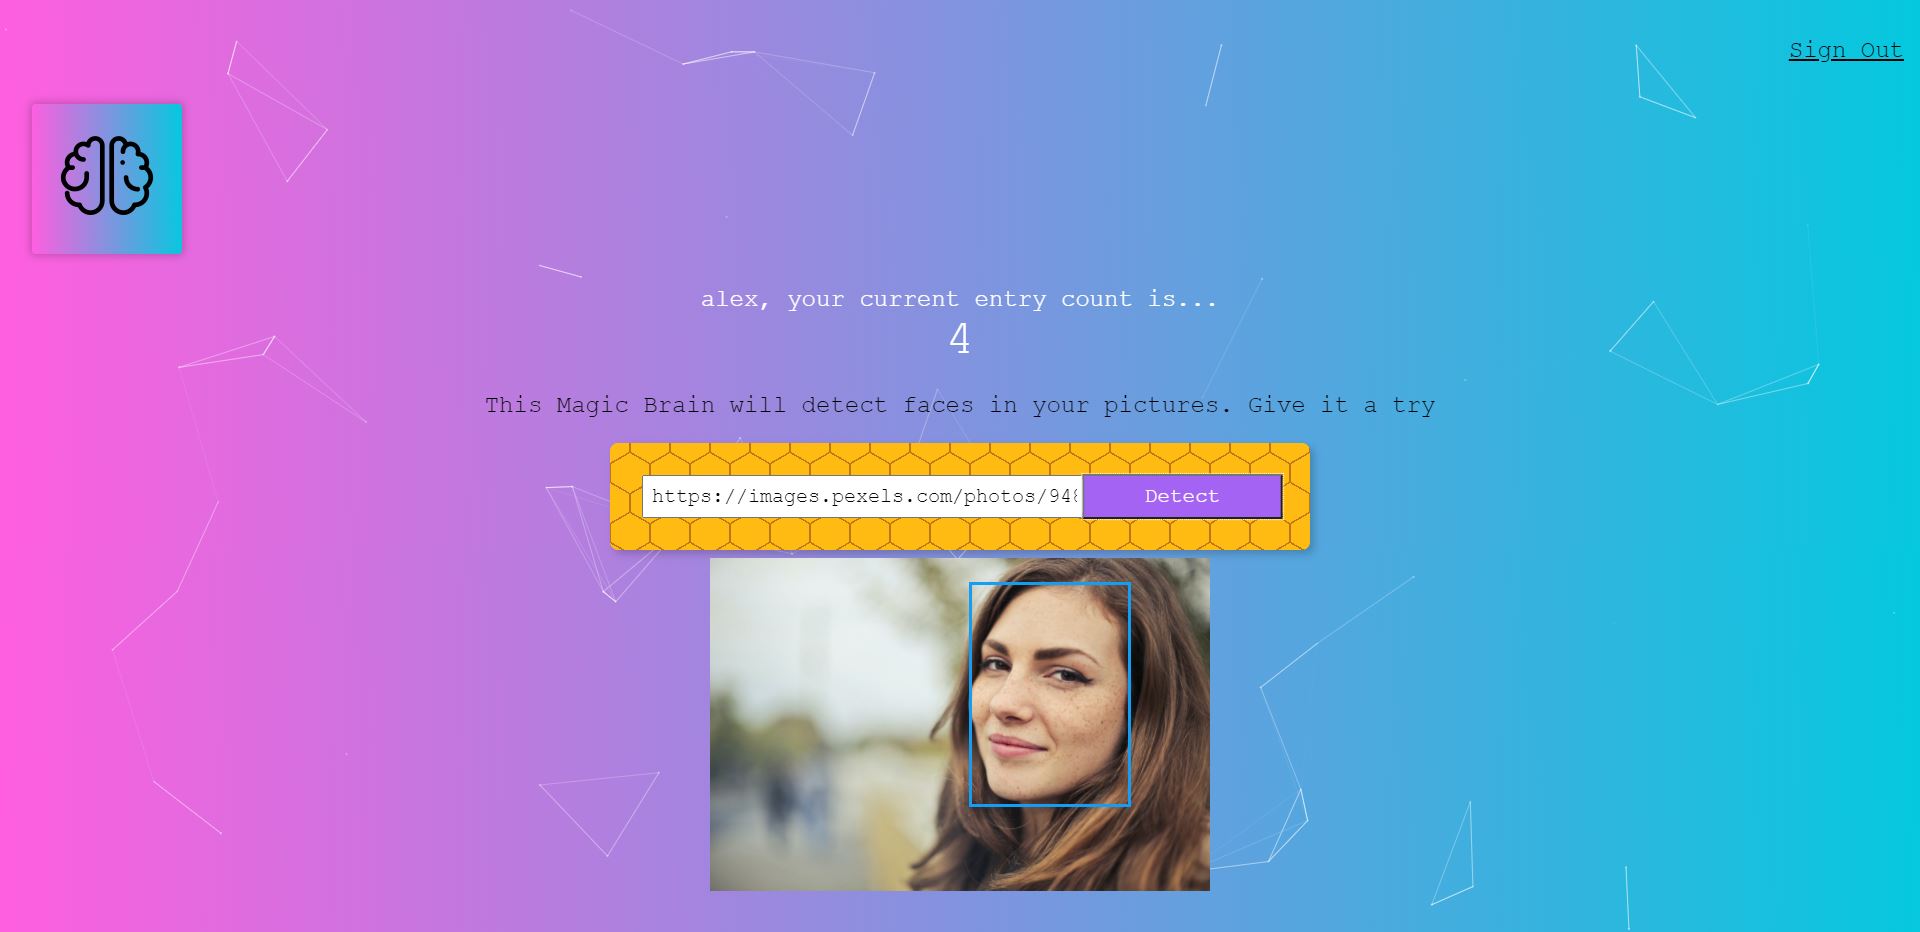 Sign Out
alex, your current entry count is...
4
This Magic Brain will detect faces in your pictures. Give it a try
https://images.pexels.com/photos/94 Detect